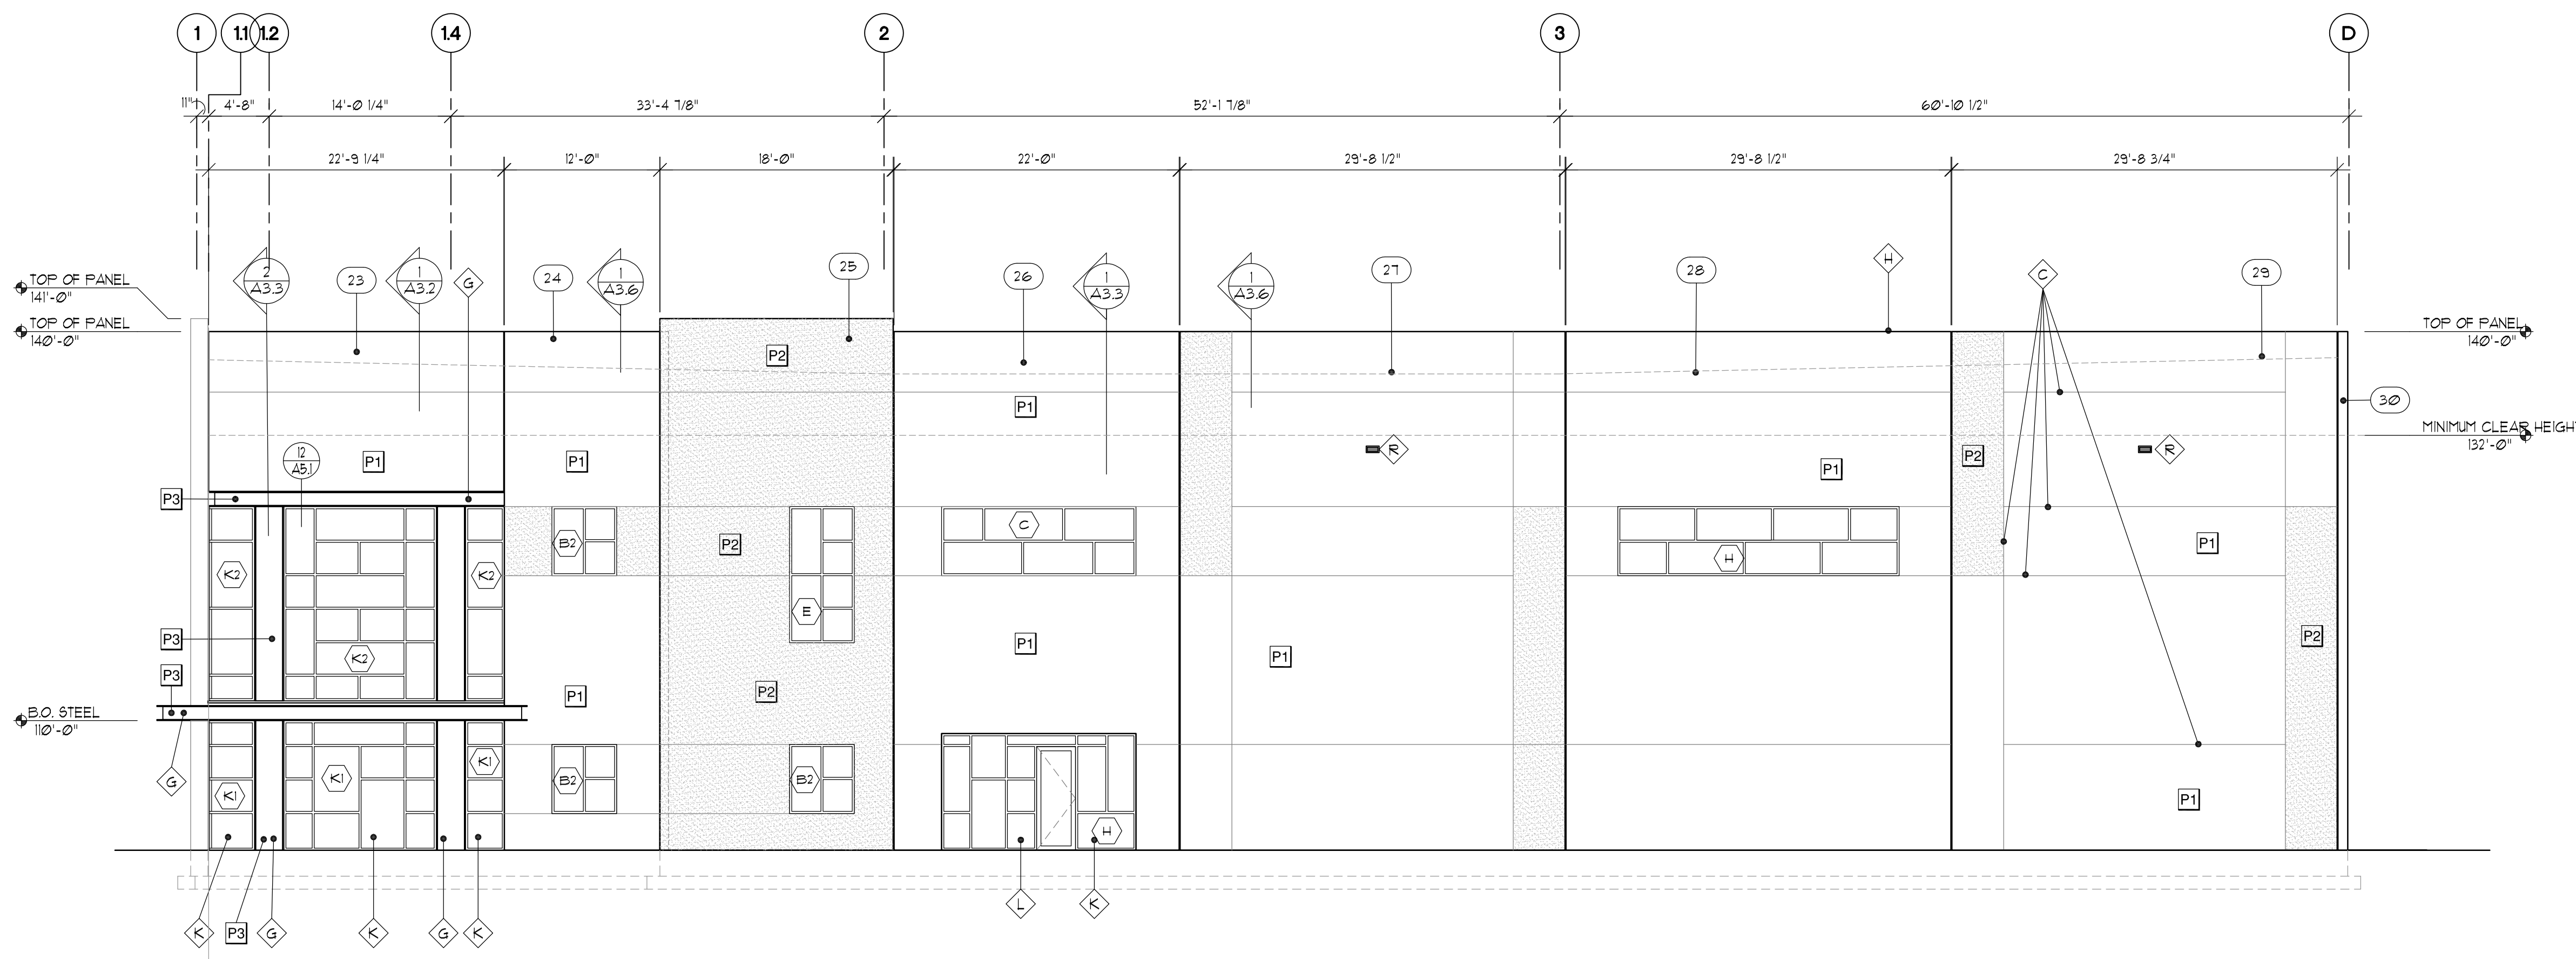 1 1.1 1.2 1.4 2 3 D
11" 4'-8" 14'-0 1/4" 33'-4 7/8" 52'-1 7/8" 60'-10 1/2"
22'-9 1/4" 12'-0" 18'-0" 22'-0" 29'-8 1/2" 29'-8 1/2" 29'-8 3/4"
2
A3.3
23
1
A3.2
G
24
1
A3.6
25
26
1
A3.3
1
A3.6
27
28
H
C
29
TOP OF PANEL
141'-0"
TOP OF PANEL
140'-0"
TOP OF PANEL
140'-0"
P2
30
P1
MINIMUM CLEAR HEIGHT
132'-0"
12
A5.1
P1 P1 R P1 P2 R
P3
C
B2 P2 H P1
K2 K2
E
P3 P1 P1 P2
K2
P3
P1 P2
B.O. STEEL
110'-0"
G K1 K1 K1 B2 B2 P1
H
L K
K P3 G K G K